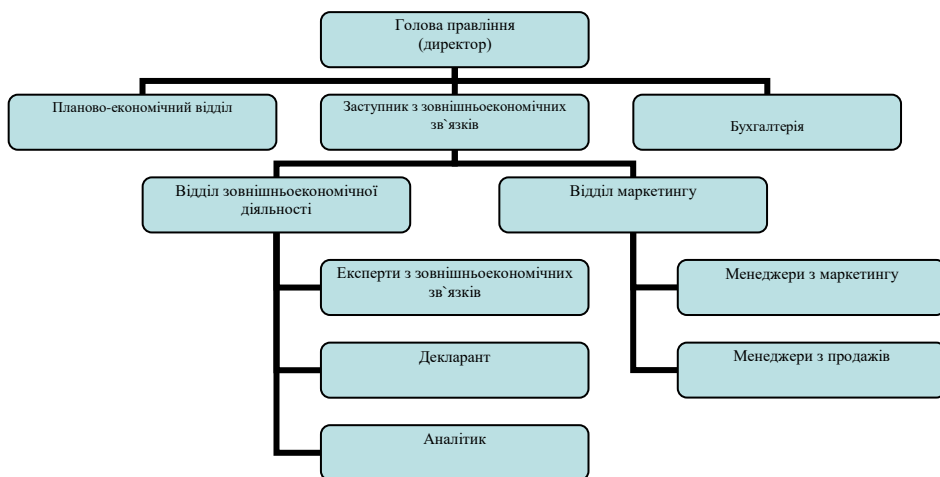 Голова правління
(директор)
Планово-економічний відділ
Заступник з зовнішньоекономічних
зв`язків
Бухгалтерія
Відділ зовнішньоекономічної
діяльності
Відділ маркетингу
Експерти з зовнішньоекономічних
зв`язків
Менеджери з маркетингу
Декларант
Менеджери з продажів
Аналітик